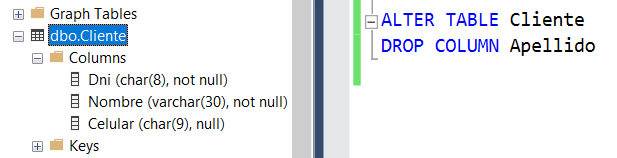 Graph Tables
dbo.Cliente
Columns
Dni (char(8), not null)
Nombre (varchar(30), not null)
Celular (char(9), null)
Keys
ALTER TABLE Cliente
DROP COLUMN Apellido